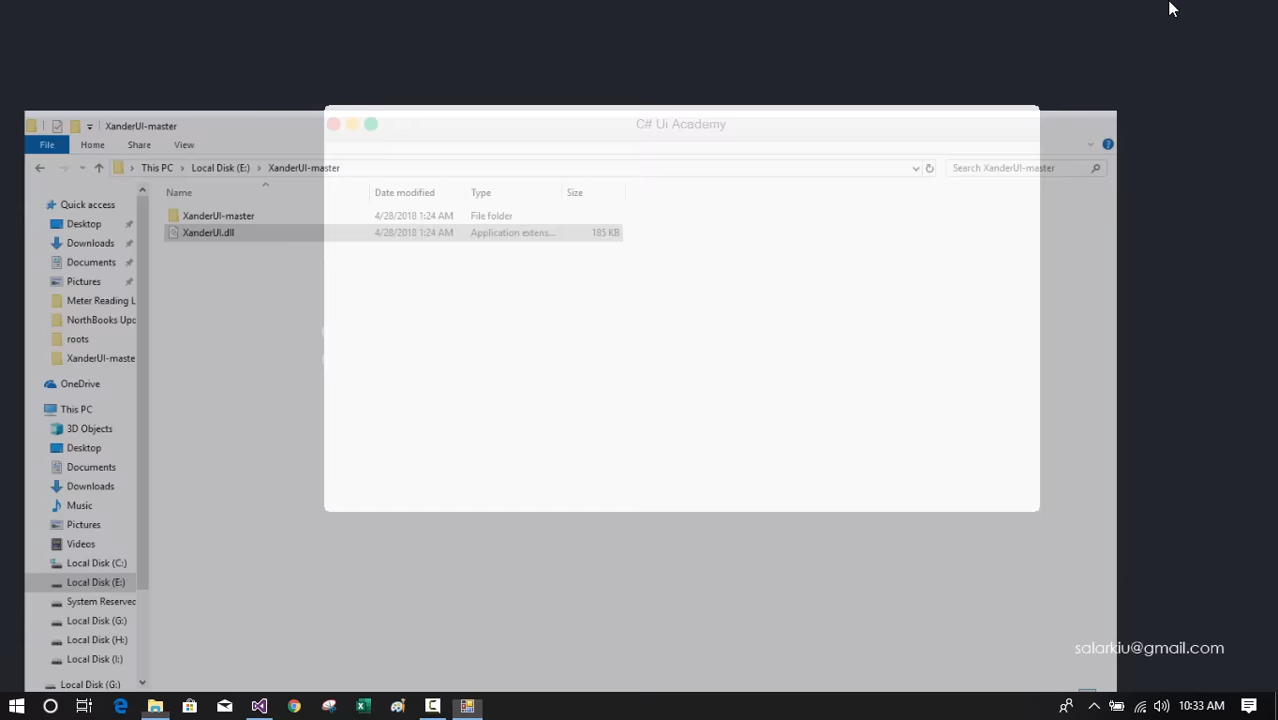 XanderUI-master
C# Ui Academy
File Home Share View
This PC Local Disk (E:) XanderUI-master
Search XanderUI-master
Name Date modified Type Size
XanderUI-master 4/28/2018 1:24 AM File folder
XanderUI.dll 4/28/2018 1:24 AM Application extens... 185 KB
Quick access
Desktop
Downloads
Documents
Pictures
Meter Reading L
NorthBooks Upc
roots
XanderUI-maste
OneDrive
This PC
3D Objects
Desktop
Documents
Downloads
Music
Pictures
Videos
Local Disk (C:)
Local Disk (E:)
System Reserved
Local Disk (G:)
Local Disk (H:)
Local Disk (I:)
Local Disk (G:)
salarkiu@gmail.com
10:33 AM